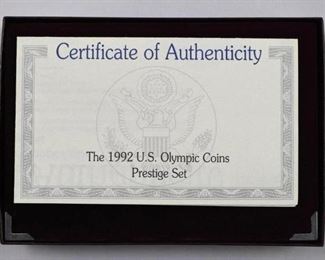 Certificate of Authenticity
The 1992 U.S. Olympic Coins
Prestige Set